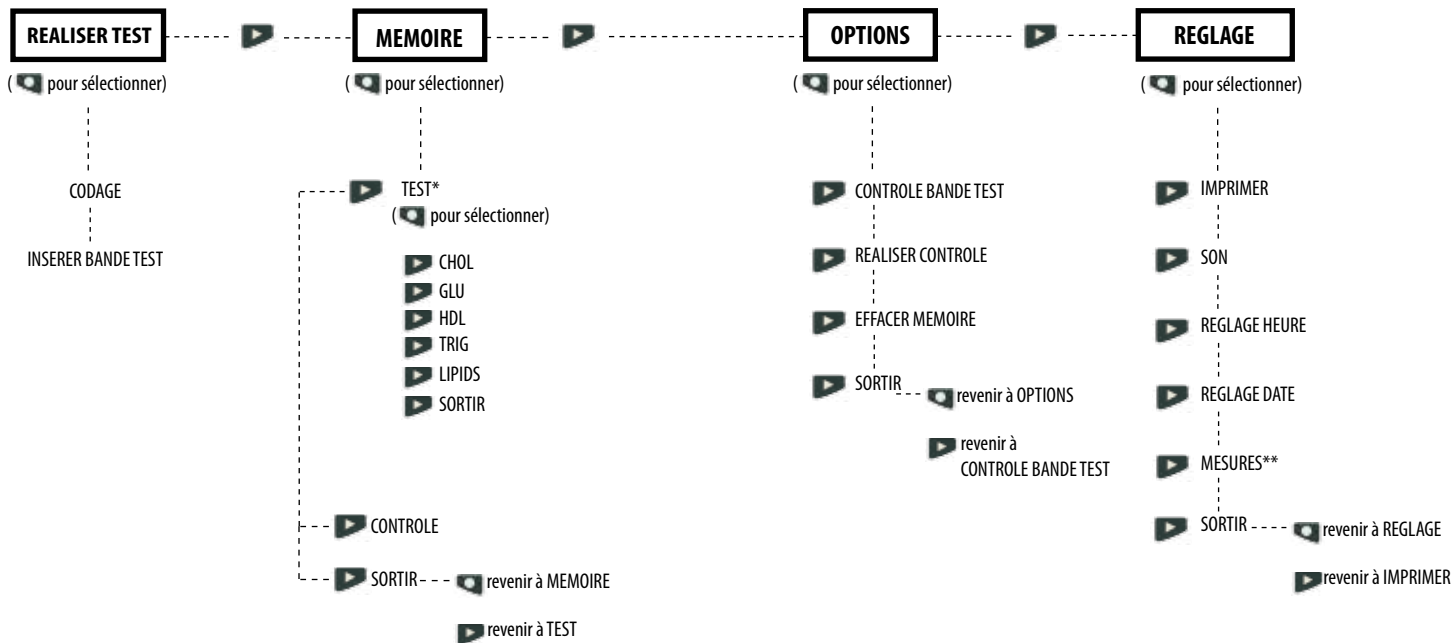 REALISER TEST
MEMOIRE
OPTIONS
REGLAGE
( pour sélectionner)
( pour sélectionner)
( pour sélectionner)
( pour sélectionner)
CODAGE
INSERER BANDE TEST
TEST*
( pour sélectionner)
CHOL
GLU
HDL
TRIG
LIPIDS
SORTIR
CONTROLE
SORTIR
revenir à MEMOIRE
revenir à TEST
CONTROLE BANDE TEST
REALISER CONTROLE
EFFACER MEMOIRE
SORTIR
revenir à OPTIONS
revenir à
CONTROLE BANDE TEST
IMPRIMER
SON
REGLAGE HEURE
REGLAGE DATE
MESURES**
SORTIR
revenir à REGLAGE
revenir à IMPRIMER